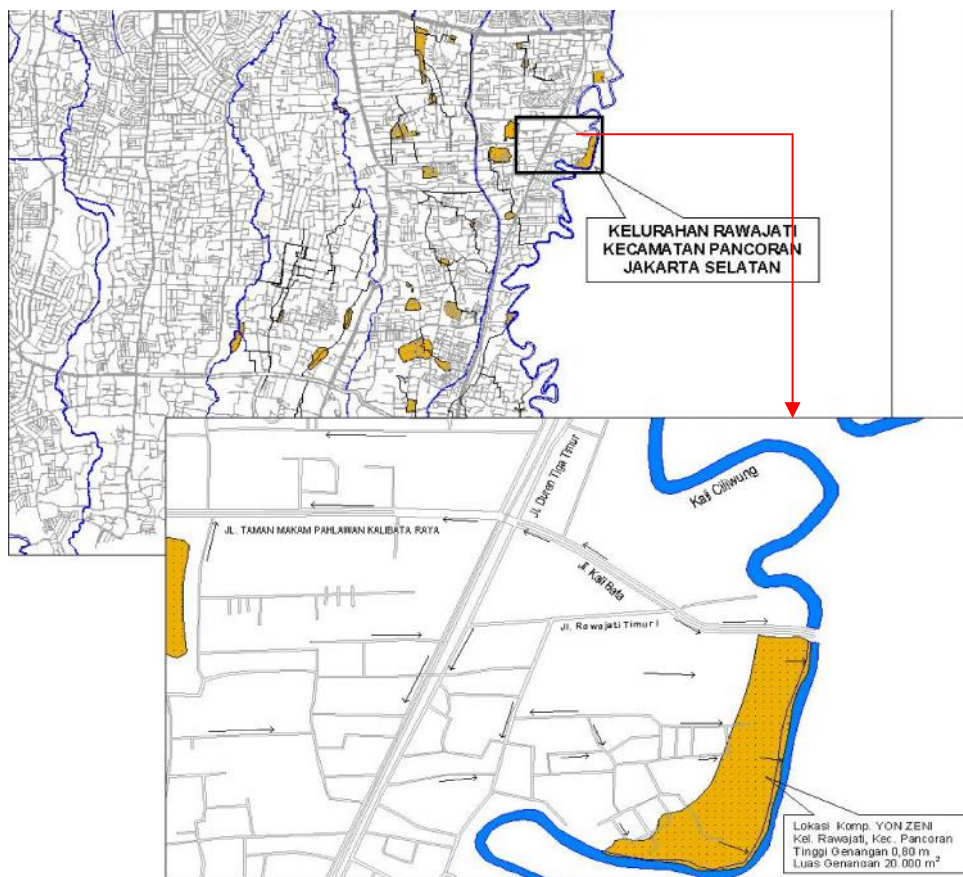 KELURAHAN RAWAJATI
KECAMATAN PANCORAN
JAKARTA SELATAN
Jl. Duren Tiga Timur
Kali Ciliwung
JL. TAMAN MAKAM PAHLAWAN KALIBATA RAYA
Jl. Kali Bata
Jl. Rawajati Timur I
Lokasi Komp. YON ZENI
Kel. Rawajati, Kec. Pancoran
Tinggi Genangan 0,80 m
Luas Genangan 20.000 m²